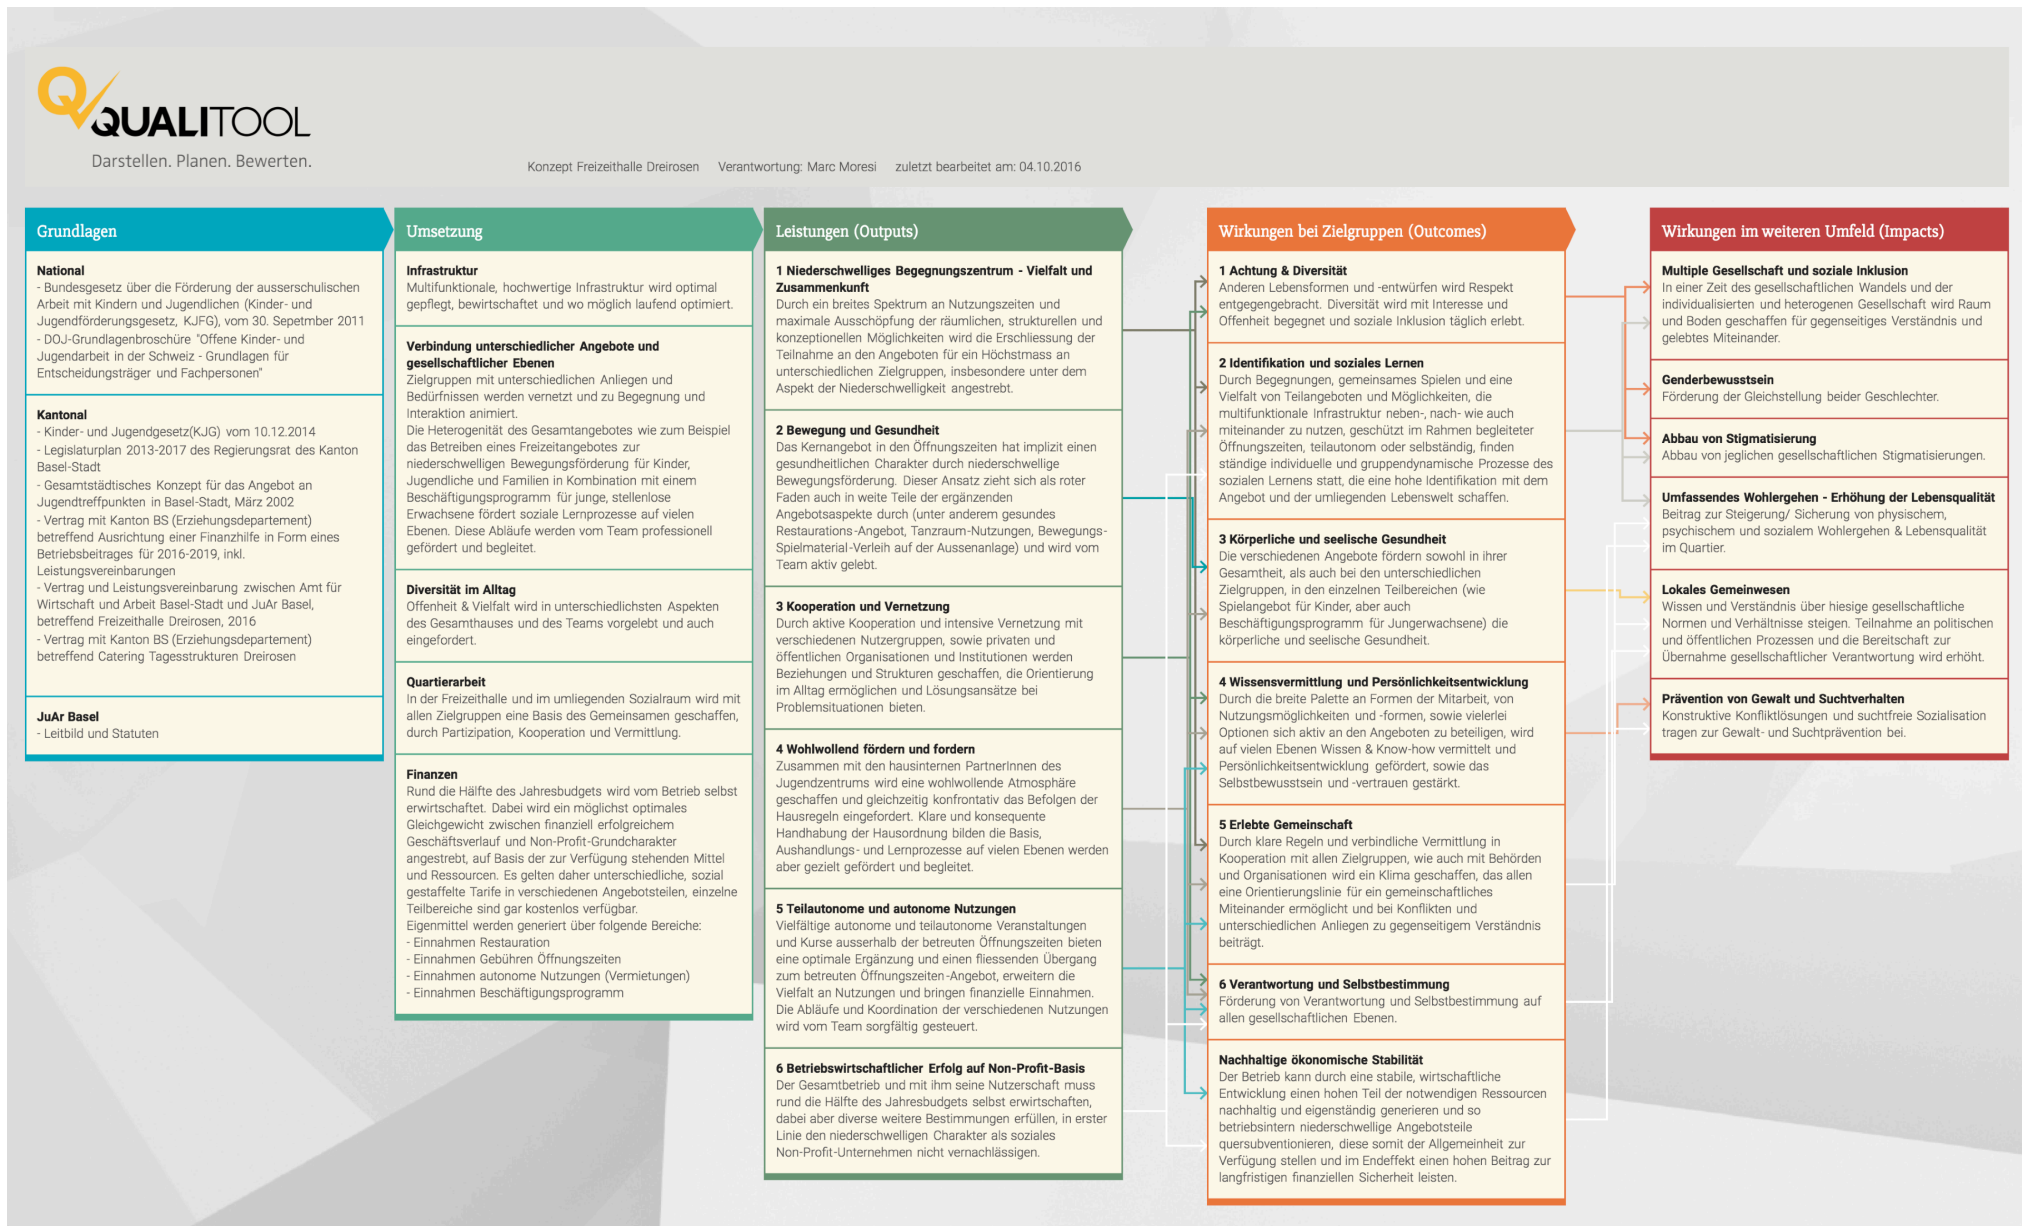 QUALITOOL
Darstellen. Planen. Bewerten.
Konzept Freizeithalle Dreirosen Verantwortung: Marc Moresi zuletzt bearbeitet am: 04.10.2016
Grundlagen
National
- Bundesgesetz über die Förderung der ausserschulischen
Arbeit mit Kindern und Jugendlichen (Kinder- und
Jugendförderungsgesetz, KJFG), vom 30. Sepetmber 2011
- DOJ-Grundlagenbroschüre "Offene Kinder- und
Jugendarbeit in der Schweiz - Grundlagen für
Entscheidungsträger und Fachpersonen"
Kantonal
- Kinder- und Jugendgesetz(KJG) vom 10.12.2014
- Legislaturplan 2013-2017 des Regierungsrat des Kanton
Basel-Stadt
- Gesamtstädtisches Konzept für das Angebot an
Jugendtreffpunkten in Basel-Stadt, März 2002
- Vertrag mit Kanton BS (Erziehungsdepartement)
betreffend Ausrichtung einer Finanzhilfe in Form eines
Betriebsbeitrages für 2016-2019, inkl.
Leistungsvereinbarungen
- Vertrag und Leistungsvereinbarung zwischen Amt für
Wirtschaft und Arbeit Basel-Stadt und JuAr Basel,
betreffend Freizeithalle Dreirosen, 2016
- Vertrag mit Kanton BS (Erziehungsdepartement)
betreffend Catering Tagesstrukturen Dreirosen
JuAr Basel
- Leitbild und Statuten
Umsetzung
Infrastruktur
Multifunktionale, hochwertige Infrastruktur wird optimal
gepflegt, bewirtschaftet und wo möglich laufend optimiert.
Verbindung unterschiedlicher Angebote und
gesellschaftlicher Ebenen
Zielgruppen mit unterschiedlichen Anliegen und
Bedürfnissen werden vernetzt und zu Begegnung und
Interaktion animiert.
Die Heterogenität des Gesamtangebotes wie zum Beispiel
das Betreiben eines Freizeitangebotes zur
niederschwelligen Bewegungsförderung für Kinder,
Jugendliche und Familien in Kombination mit einem
Beschäftigungsprogramm für junge, stellenlose
Erwachsene fördert soziale Lernprozesse auf vielen
Ebenen. Diese Abläufe werden vom Team professionell
gefördert und begleitet.
Diversität im Alltag
Offenheit & Vielfalt wird in unterschiedlichsten Aspekten
des Gesamthauses und des Teams vorgelebt und auch
eingefordert.
Quartierarbeit
In der Freizeithalle und im umliegenden Sozialraum wird mit
allen Zielgruppen eine Basis des Gemeinsamen geschaffen,
durch Partizipation, Kooperation und Vermittlung.
Finanzen
Rund die Hälfte des Jahresbudgets wird vom Betrieb selbst
erwirtschaftet. Dabei wird ein möglichst optimales
Gleichgewicht zwischen finanziell erfolgreichem
Geschäftsverlauf und Non-Profit-Grundcharakter
angestrebt, auf Basis der zur Verfügung stehenden Mittel
und Ressourcen. Es gelten daher unterschiedliche, sozial
gestaffelte Tarife in verschiedenen Angebotsteilen, einzelne
Teilbereiche sind gar kostenlos verfügbar.
Eigenmittel werden generiert über folgende Bereiche:
- Einnahmen Restauration
- Einnahmen Gebühren Öffnungszeiten
- Einnahmen autonome Nutzungen (Vermietungen)
- Einnahmen Beschäftigungsprogramm
Leistungen (Outputs)
1 Niederschwelliges Begegnungszentrum - Vielfalt und
Zusammenkunft
Durch ein breites Spektrum an Nutzungszeiten und
maximale Ausschöpfung der räumlichen, strukturellen und
konzeptionellen Möglichkeiten wird die Erschliessung der
Teilnahme an den Angeboten für ein Höchstmass an
unterschiedlichen Zielgruppen, insbesondere unter dem
Aspekt der Niederschwelligkeit angestrebt.
2 Bewegung und Gesundheit
Das Kernangebot in den Öffnungszeiten hat implizit einen
gesundheitlichen Charakter durch niederschwellige
Bewegungsförderung. Dieser Ansatz zieht sich als roter
Faden auch in weite Teile der ergänzenden
Angebotsaspekte durch (unter anderem gesundes
Restaurations-Angebot, Tanzraum-Nutzungen, Bewegungs-
Spielmaterial-Verleih auf der Aussenanlage) und wird vom
Team aktiv gelebt.
3 Kooperation und Vernetzung
Durch aktive Kooperation und intensive Vernetzung mit
verschiedenen Nutzergruppen, sowie privaten und
öffentlichen Organisationen und Institutionen werden
Beziehungen und Strukturen geschaffen, die Orientierung
im Alltag ermöglichen und Lösungsansätze bei
Problemsituationen bieten.
4 Wohlwollend fördern und fordern
Zusammen mit den hausinternen PartnerInnen des
Jugendzentrums wird eine wohlwollende Atmosphäre
geschaffen und gleichzeitig konfrontativ das Befolgen der
Hausregeln eingefordert. Klare und konsequente
Handhabung der Hausordnung bilden die Basis,
Aushandlungs- und Lernprozesse auf vielen Ebenen werden
aber gezielt gefördert und begleitet.
5 Teilautonome und autonome Nutzungen
Vielfältige autonome und teilautonome Veranstaltungen
und Kurse ausserhalb der betreuten Öffnungszeiten bieten
eine optimale Ergänzung und einen fliessenden Übergang
zum betreuten Öffnungszeiten-Angebot, erweitern die
Vielfalt an Nutzungen und bringen finanzielle Einnahmen.
Die Abläufe und Koordination der verschiedenen Nutzungen
wird vom Team sorgfältig gesteuert.
6 Betriebswirtschaftlicher Erfolg auf Non-Profit-Basis
Der Gesamtbetrieb und mit ihm seine Nutzerschaft muss
rund die Hälfte des Jahresbudgets selbst erwirtschaften,
dabei aber diverse weitere Bestimmungen erfüllen, in erster
Linie den niederschwelligen Charakter als soziales
Non-Profit-Unternehmen nicht vernachlässigen.
Wirkungen bei Zielgruppen (Outcomes)
1 Achtung & Diversität
Anderen Lebensformen und -entwürfen wird Respekt
entgegengebracht. Diversität wird mit Interesse und
Offenheit begegnet und soziale Inklusion täglich erlebt.
2 Identifikation und soziales Lernen
Durch Begegnungen, gemeinsames Spielen und eine
Vielfalt von Teilangeboten und Möglichkeiten, die
multifunktionale Infrastruktur neben-, nach- wie auch
miteinander zu nutzen, geschützt im Rahmen begleiteter
Öffnungszeiten, teilautonom oder selbständig, finden
ständige individuelle und gruppendynamische Prozesse des
sozialen Lernens statt, die eine hohe Identifikation mit dem
Angebot und der umliegenden Lebenswelt schaffen.
3 Körperliche und seelische Gesundheit
Die verschiedenen Angebote fördern sowohl in ihrer
Gesamtheit, als auch bei den unterschiedlichen
Zielgruppen, in den einzelnen Teilbereichen (wie
Spielangebot für Kinder, aber auch
Beschäftigungsprogramm für Jungerwachsene) die
körperliche und seelische Gesundheit.
4 Wissensvermittlung und Persönlichkeitsentwicklung
Durch die breite Palette an Formen der Mitarbeit, von
Nutzungsmöglichkeiten und -formen, sowie vielerlei
Optionen sich aktiv an den Angeboten zu beteiligen, wird
auf vielen Ebenen Wissen & Know-how vermittelt und
Persönlichkeitsentwicklung gefördert, sowie das
Selbstbewusstsein und -vertrauen gestärkt.
5 Erlebte Gemeinschaft
Durch klare Regeln und verbindliche Vermittlung in
Kooperation mit allen Zielgruppen, wie auch mit Behörden
und Organisationen wird ein Klima geschaffen, das allen
eine Orientierungslinie für ein gemeinschaftliches
Miteinander ermöglicht und bei Konflikten und
unterschiedlichen Anliegen zu gegenseitigem Verständnis
beiträgt.
6 Verantwortung und Selbstbestimmung
Förderung von Verantwortung und Selbstbestimmung auf
allen gesellschaftlichen Ebenen.
Nachhaltige ökonomische Stabilität
Der Betrieb kann durch eine stabile, wirtschaftliche
Entwicklung einen hohen Teil der notwendigen Ressourcen
nachhaltig und eigenständig generieren und so
betriebsintern niederschwellige Angebotsteile
quersubventionieren, diese somit der Allgemeinheit zur
Verfügung stellen und im Endeffekt einen hohen Beitrag zur
langfristigen finanziellen Sicherheit leisten.
Wirkungen im weiteren Umfeld (Impacts)
Multiple Gesellschaft und soziale Inklusion
In einer Zeit des gesellschaftlichen Wandels und der
individualisierten und heterogenen Gesellschaft wird Raum
und Boden geschaffen für gegenseitiges Verständnis und
gelebtes Miteinander.
Genderbewusstsein
Förderung der Gleichstellung beider Geschlechter.
Abbau von Stigmatisierung
Abbau von jeglichen gesellschaftlichen Stigmatisierungen.
Umfassendes Wohlergehen - Erhöhung der Lebensqualität
Beitrag zur Steigerung/ Sicherung von physischem,
psychischem und sozialem Wohlergehen & Lebensqualität
im Quartier.
Lokales Gemeinwesen
Wissen und Verständnis über hiesige gesellschaftliche
Normen und Verhältnisse steigen. Teilnahme an politischen
und öffentlichen Prozessen und die Bereitschaft zur
Übernahme gesellschaftlicher Verantwortung wird erhöht.
Prävention von Gewalt und Suchtverhalten
Konstruktive Konfliktlösungen und suchtfreie Sozialisation
tragen zur Gewalt- und Suchtprävention bei.